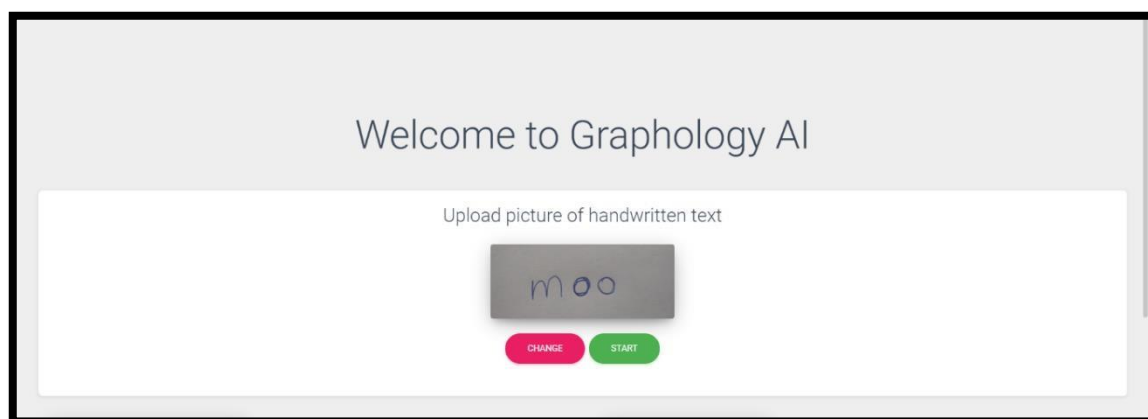 Welcome to Graphology AI
Upload picture of handwritten text
moo
CHANGE START